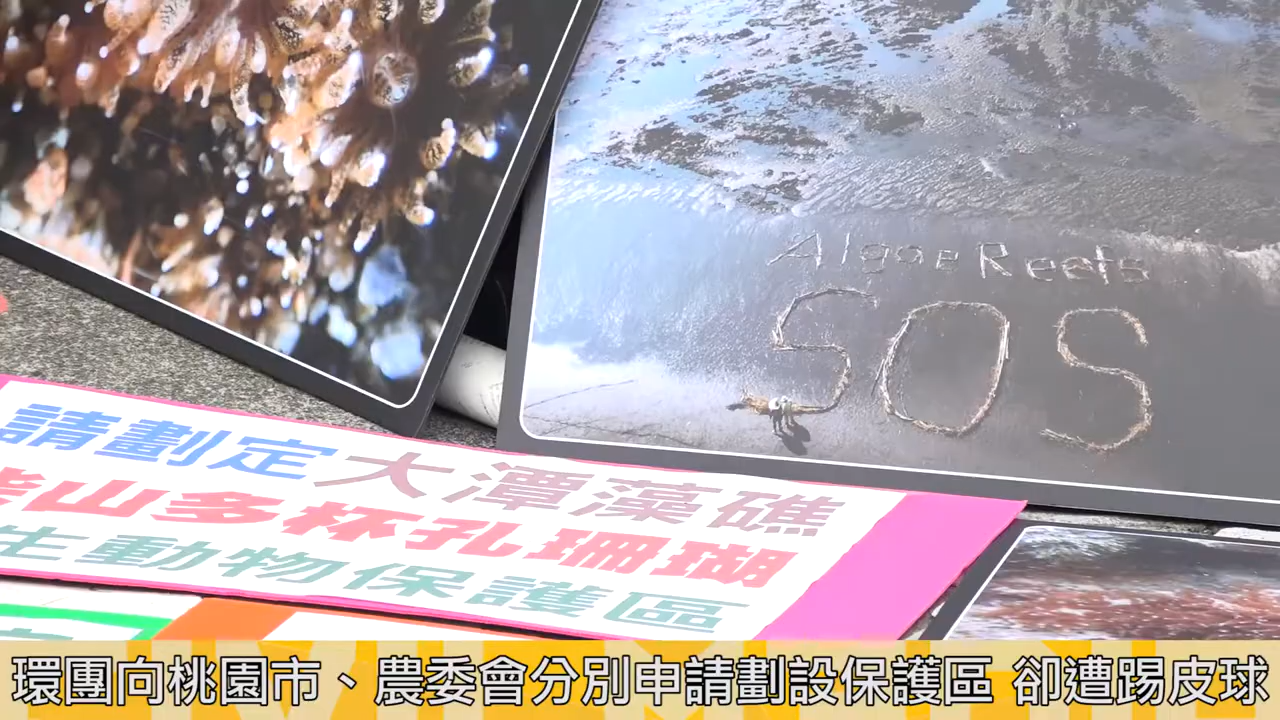 Algae Reefs
SOS
請劃定大潭藻礁
柴山多杯孔珊瑚
生動物保護區
環團向桃園市、農委會分別申請劃設保護區 卻遭踢皮球